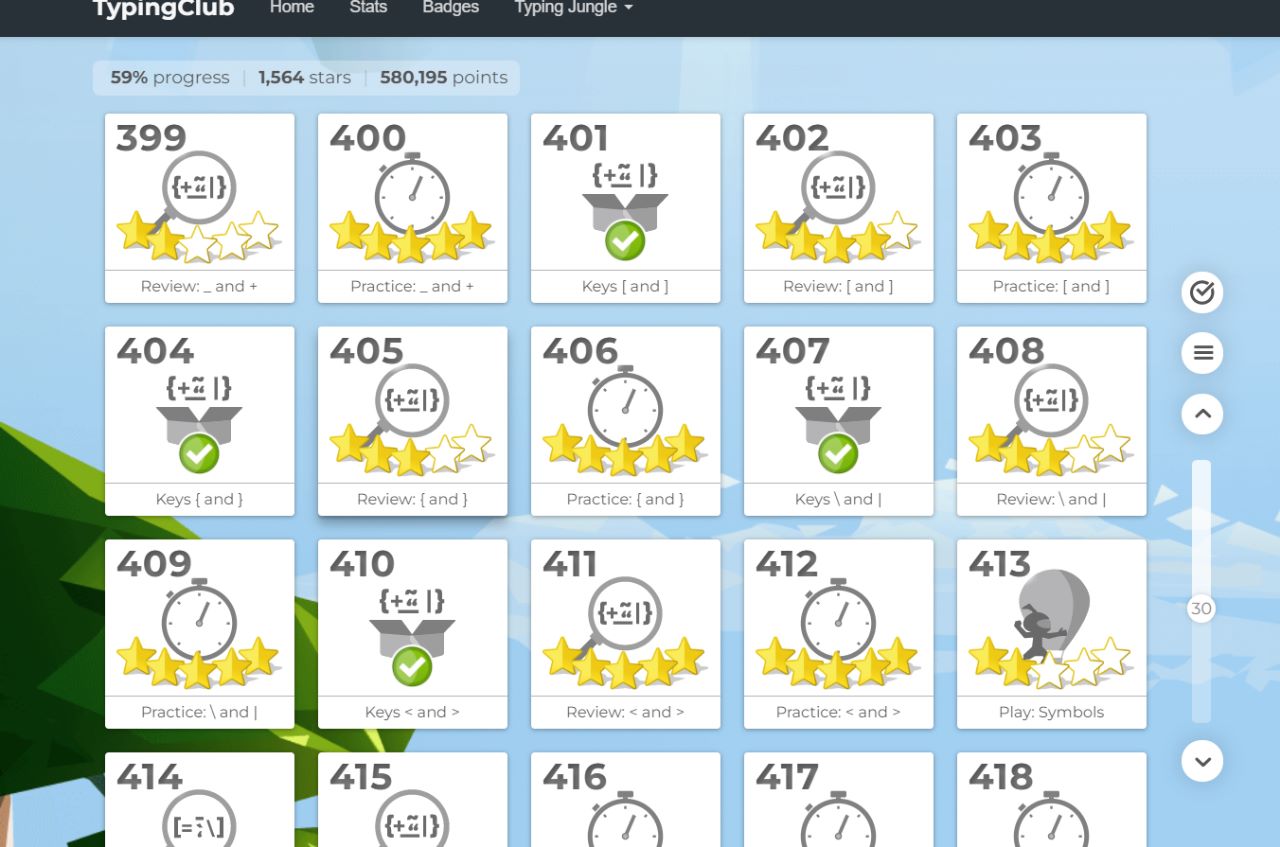 TypingClub Home Stats Badges Typing Jungle
59% progress | 1,564 stars | 580,195 points
399 400 401 402 403
{+ũ|} {+ũ |} {+ũ|}
Review: _ and + Practice: _ and + Keys [ and ] Review: [ and ] Practice: [ and ]
404 405 406 407 408
{+ũ |} {+ũ|} {+ũ |} {+ũ|}
Keys { and } Review: { and } Practice: { and } Keys \ and | Review: \ and |
30
409 410 411 412 413
{+ũ |} {+ũ|}
Practice: \ and | Keys < and > Review: < and > Practice: < and > Play: Symbols
414 415 416 417 418